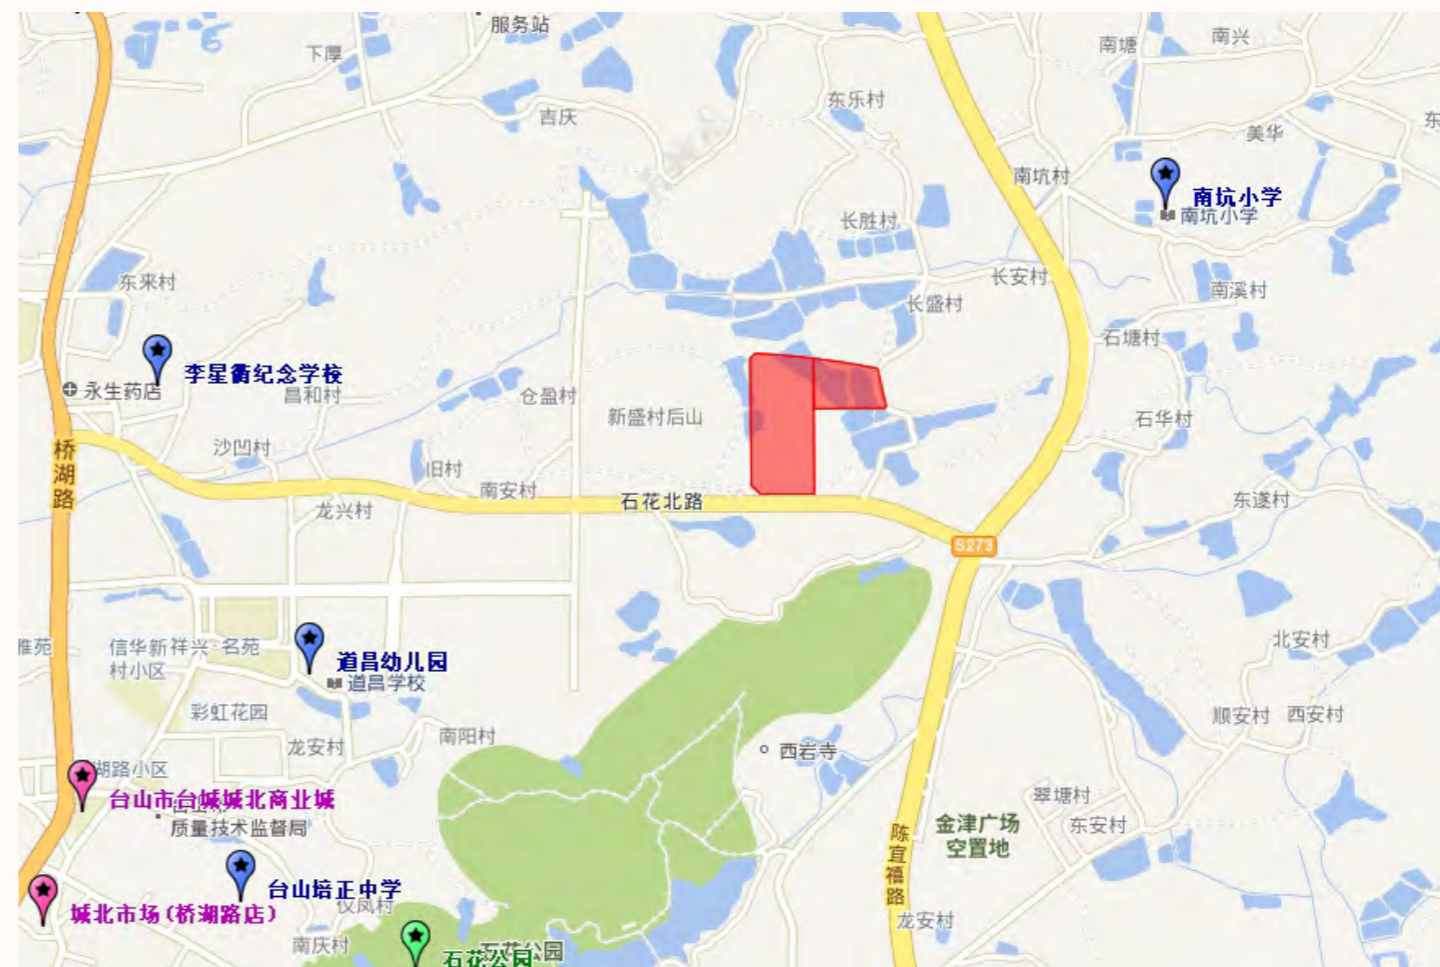 服务站
下厚
南塘
南兴
吉庆
东乐村
美华
东
南坑村
南坑小学
南坑小学
长胜村
东来村
长安村
南溪村
长盛村
石塘村
李星衢纪念学校
永生药店
昌和村
仓盈村
新盛村后山
石华村
桥湖路
沙凹村
旧村
南安村
石花北路
东遂村
龙兴村
S273
雅苑
信华新
村小区
祥兴·名苑
道昌幼儿园
道昌学校
北安村
彩虹花园
龙安村
南阳村
西岩寺
顺安村
西安村
湖路小区
台山市台城城北商业城
质量技术监督局
翠塘村
东安村
金津广场
空置地
陈宜禧路
台山培正中学
仪凤村
城北市场(桥湖路店)
龙安村
南庆村
石花公园
石花公园